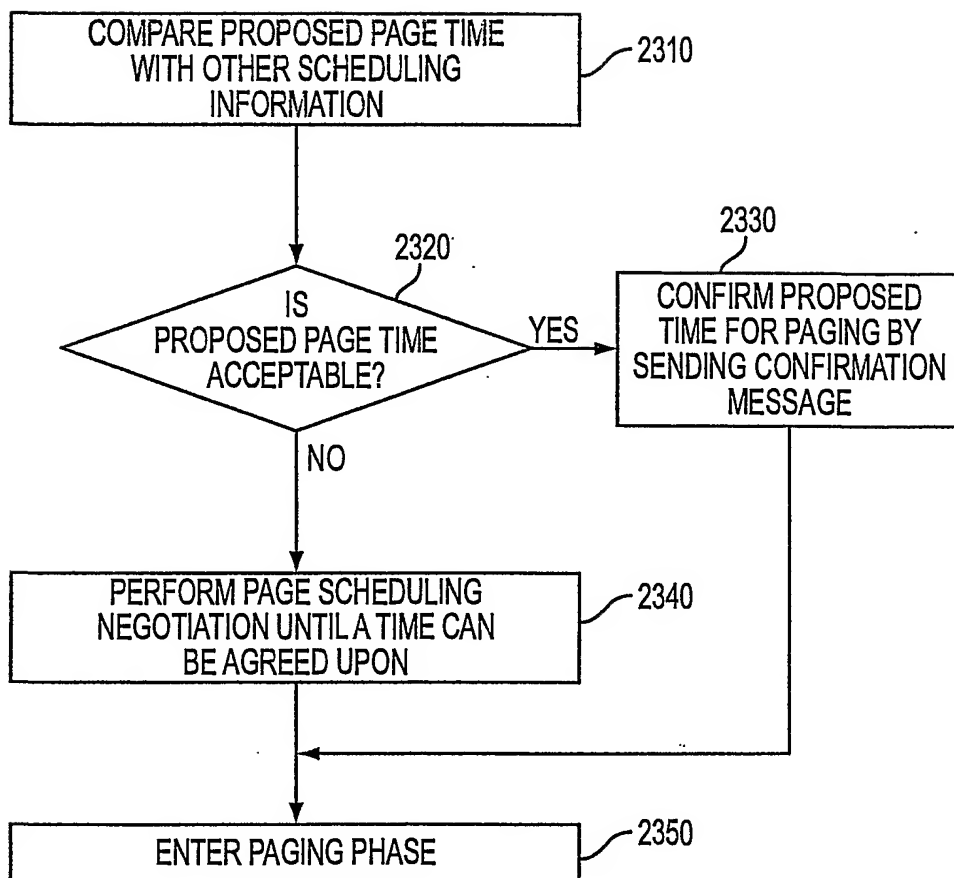 COMPARE PROPOSED PAGE TIME
WITH OTHER SCHEDULING
INFORMATION
2310
2320
IS
PROPOSED PAGE TIME
ACCEPTABLE?
YES
2330
CONFIRM PROPOSED
TIME FOR PAGING BY
SENDING CONFIRMATION
MESSAGE
NO
PERFORM PAGE SCHEDULING
NEGOTIATION UNTIL A TIME CAN
BE AGREED UPON
2340
ENTER PAGING PHASE
2350